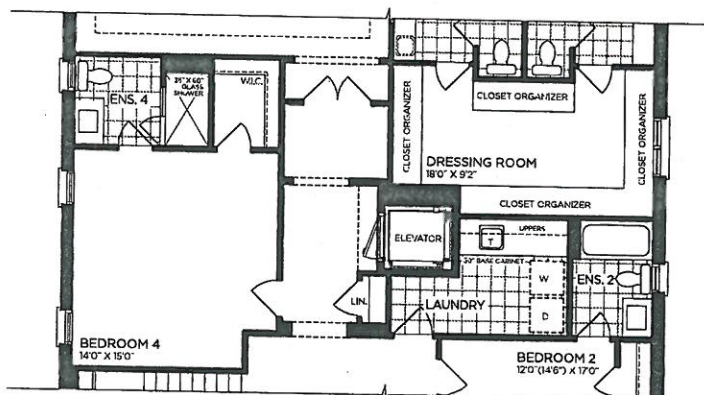 ENS. 4
35" X 60"
GLASS
SHOWER
W.I.C.
CLOSET ORGANIZER
CLOSET ORGANIZER
CLOSET ORGANIZER
DRESSING ROOM
18'0" X 9'2"
CLOSET ORGANIZER
ELEVATOR
UPPERS
T
30" BASE CABINET
W
D
ENS. 2
LIN.
LAUNDRY
BEDROOM 4
14'0" X 15'0"
BEDROOM 2
12'0"(14'6") X 17'0"